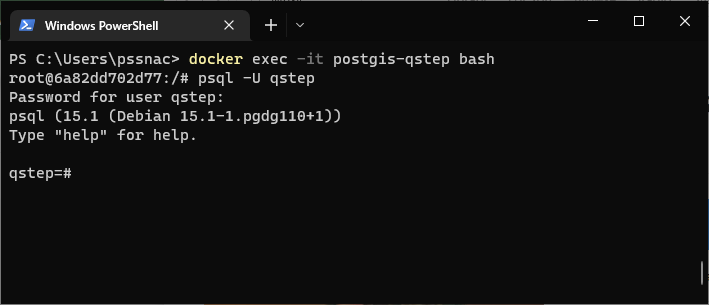 Windows PowerShell
PS C:\Users\pssnac> docker exec -it postgis-qstep bash
root@6a82dd702d77:/# psql -U qstep
Password for user qstep:
psql (15.1 (Debian 15.1-1.pgdg110+1))
Type "help" for help.
qstep=#